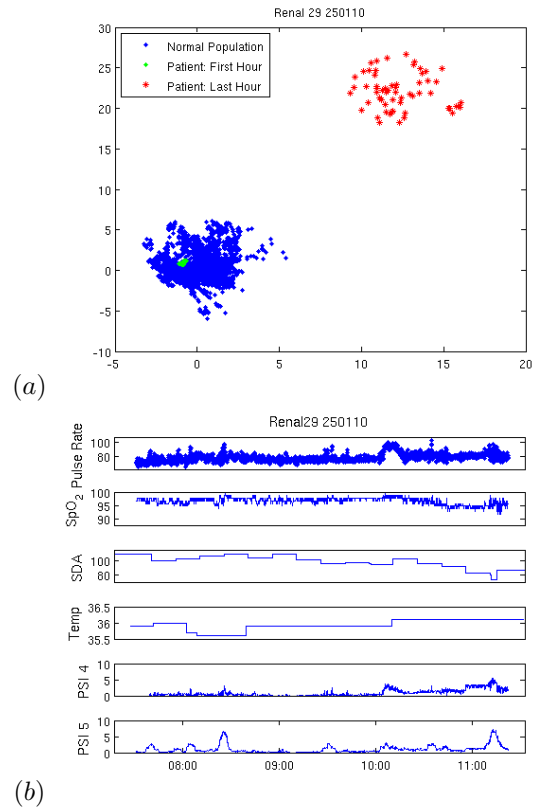 Renal 29 250110
Normal Population
Patient: First Hour
Patient: Last Hour
30
25
20
15
10
5
0
-5
-10
-5 0 5 10 15 20
(a)
Renal29 250110
Pulse Rate
100
80
SpO2
100
95
90
SDA
100
80
Temp
36.5
36
35.5
PSI 4
10
5
0
PSI 5
10
5
0
08:00 09:00 10:00 11:00
(b)